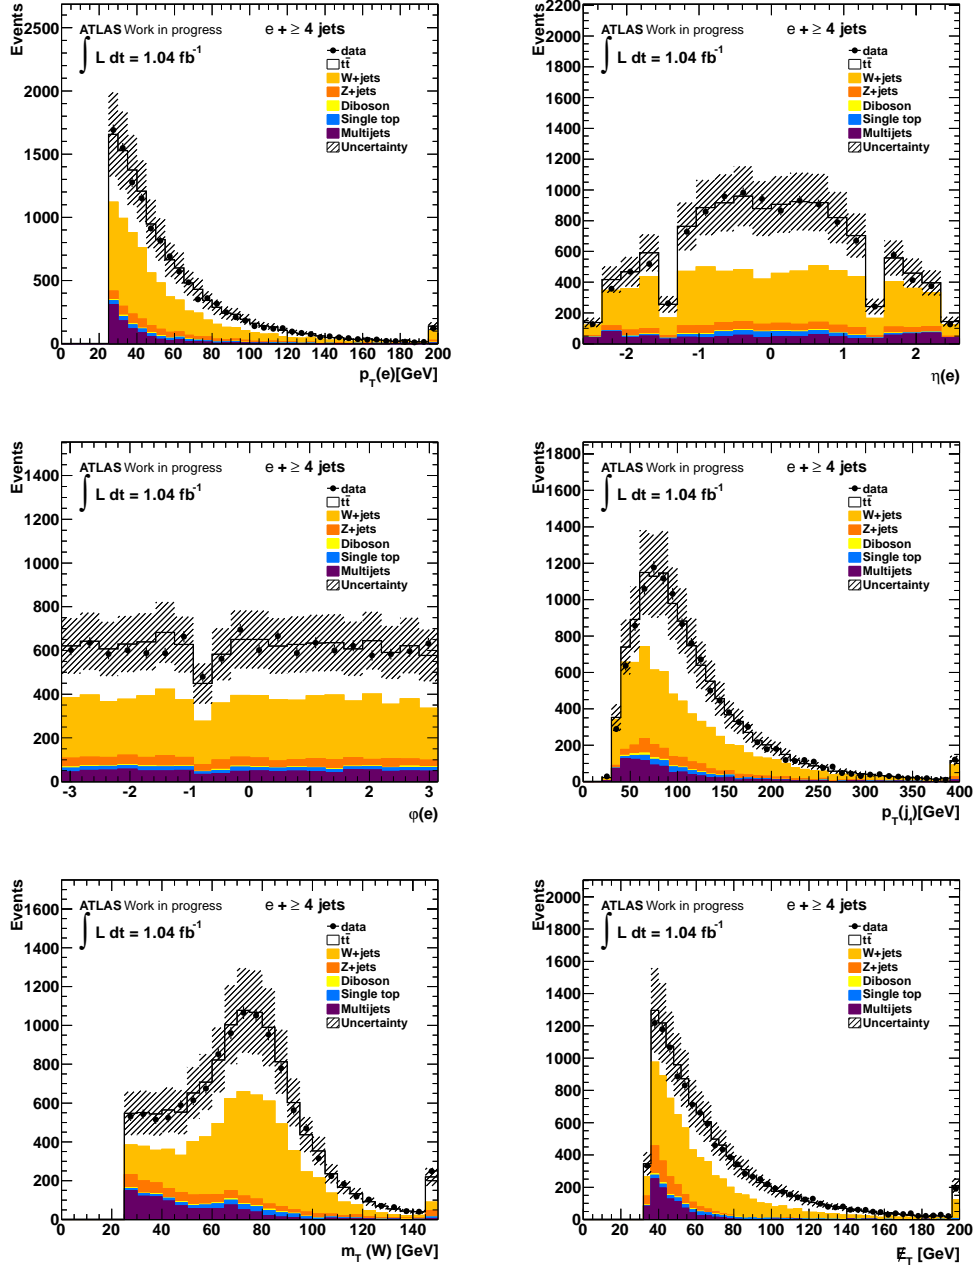 Events
2500
2000
1500
1000
500
0
ATLAS Work in progress
e + ≥ 4 jets
∫ L dt = 1.04 fb⁻¹
data
tt̄
W+jets
Z+jets
Diboson
Single top
Multijets
Uncertainty
0 20 40 60 80 100 120 140 160 180 200
p_T(e)[GeV]
Events
2200
2000
1800
1600
1400
1200
1000
800
600
400
200
0
ATLAS Work in progress
e + ≥ 4 jets
∫ L dt = 1.04 fb⁻¹
data
tt̄
W+jets
Z+jets
Diboson
Single top
Multijets
Uncertainty
-2 -1 0 1 2
η(e)
Events
1400
1200
1000
800
600
400
200
0
ATLAS Work in progress
e + ≥ 4 jets
∫ L dt = 1.04 fb⁻¹
data
tt̄
W+jets
Z+jets
Diboson
Single top
Multijets
Uncertainty
-3 -2 -1 0 1 2 3
φ(e)
Events
1800
1600
1400
1200
1000
800
600
400
200
0
ATLAS Work in progress
e + ≥ 4 jets
∫ L dt = 1.04 fb⁻¹
data
tt̄
W+jets
Z+jets
Diboson
Single top
Multijets
Uncertainty
0 50 100 150 200 250 300 350 400
p_T(j_1)[GeV]
Events
1600
1400
1200
1000
800
600
400
200
0
ATLAS Work in progress
e + ≥ 4 jets
∫ L dt = 1.04 fb⁻¹
data
tt̄
W+jets
Z+jets
Diboson
Single top
Multijets
Uncertainty
0 20 40 60 80 100 120 140
m_T (W) [GeV]
Events
2000
1800
1600
1400
1200
1000
800
600
400
200
0
ATLAS Work in progress
e + ≥ 4 jets
∫ L dt = 1.04 fb⁻¹
data
tt̄
W+jets
Z+jets
Diboson
Single top
Multijets
Uncertainty
0 20 40 60 80 100 120 140 160 180 200
E̸_T [GeV]